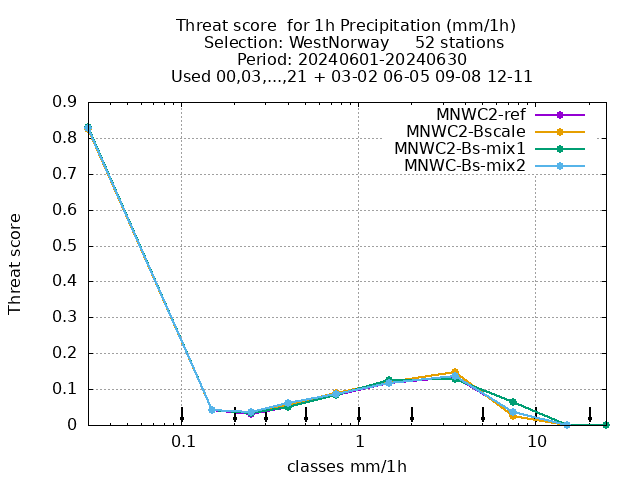 Threat score  for 1h Precipitation (mm/1h)
Selection: WestNorway     52 stations
Period: 20240601-20240630
Used 00,03,...,21 + 03-02 06-05 09-08 12-11
MNWC2-ref
MNWC2-Bscale
MNWC2-Bs-mix1
MNWC-Bs-mix2
0.9
0.8
0.7
0.6
0.5
0.4
0.3
0.2
0.1
0
Threat score
0.1 1 10
classes mm/1h